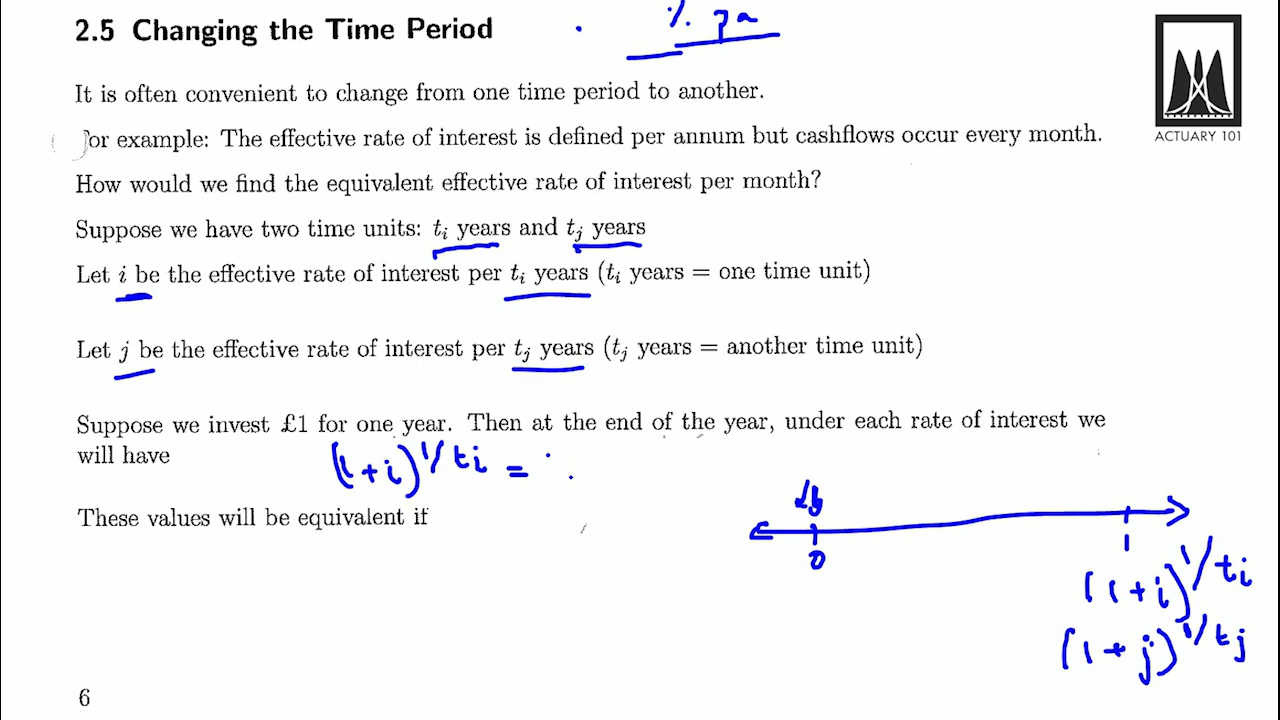 2.5 Changing the Time Period
% pa
ACTUARY 101
It is often convenient to change from one time period to another.
or example: The effective rate of interest is defined per annum but cashflows occur every month.
How would we find the equivalent effective rate of interest per month?
Suppose we have two time units: tᵢ years and tⱼ years
Let i be the effective rate of interest per tᵢ years (tᵢ years = one time unit)
Let j be the effective rate of interest per tⱼ years (tⱼ years = another time unit)
Suppose we invest £1 for one year. Then at the end of the year, under each rate of interest we
will have
(1+i)^1/ti =
These values will be equivalent if
0 1
(1+i)^1/ti
(1+j)^1/tj
6